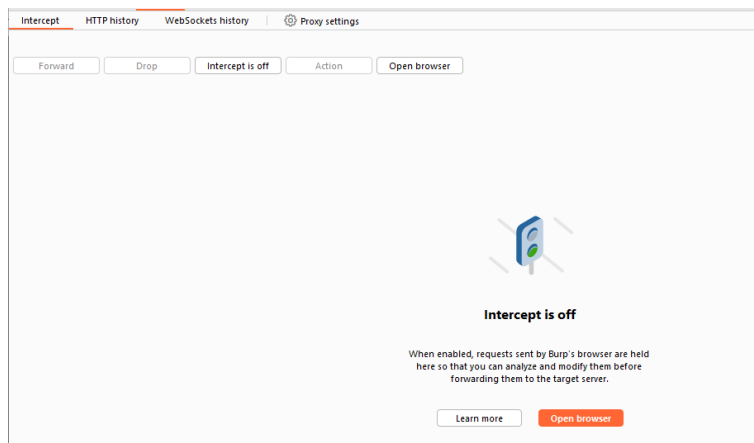 Intercept HTTP history WebSockets history Proxy settings
Forward Drop Intercept is off Action Open browser
Intercept is off
When enabled, requests sent by Burp's browser are held
here so that you can analyze and modify them before
forwarding them to the target server.
Learn more Open browser